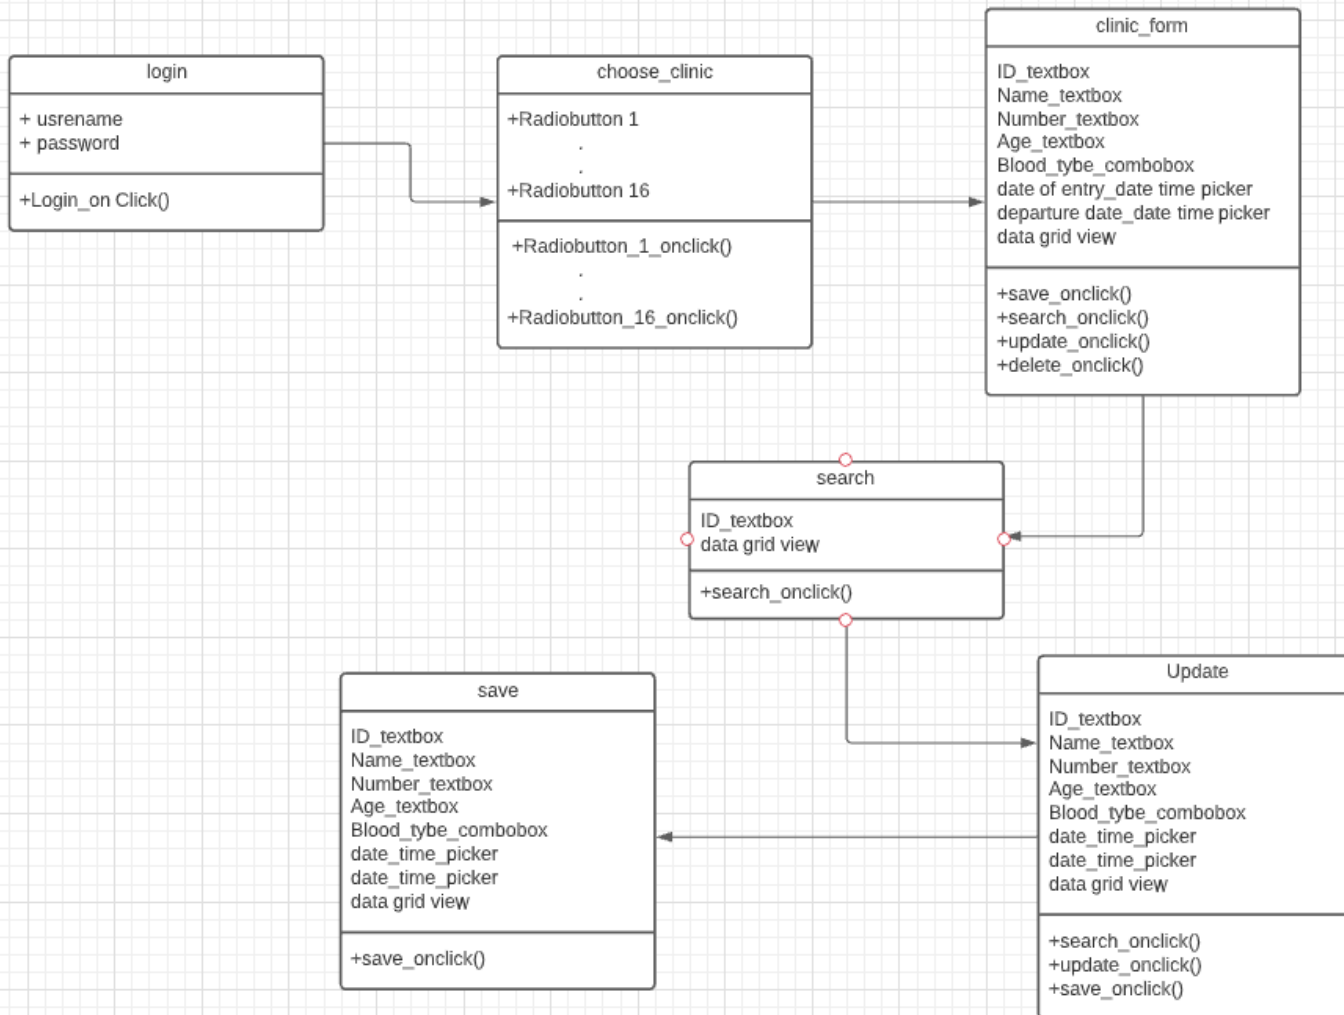 login
+ usrename
+ password
+Login_on Click()
choose_clinic
+Radiobutton 1
.
.
+Radiobutton 16
+Radiobutton_1_onclick()
.
.
+Radiobutton_16_onclick()
clinic_form
ID_textbox
Name_textbox
Number_textbox
Age_textbox
Blood_tybe_combobox
date of entry_date time picker
departure date_date time picker
data grid view
+save_onclick()
+search_onclick()
+update_onclick()
+delete_onclick()
search
ID_textbox
data grid view
+search_onclick()
save
ID_textbox
Name_textbox
Number_textbox
Age_textbox
Blood_tybe_combobox
date_time_picker
date_time_picker
data grid view
+save_onclick()
Update
ID_textbox
Name_textbox
Number_textbox
Age_textbox
Blood_tybe_combobox
date_time_picker
date_time_picker
data grid view
+search_onclick()
+update_onclick()
+save_onclick()